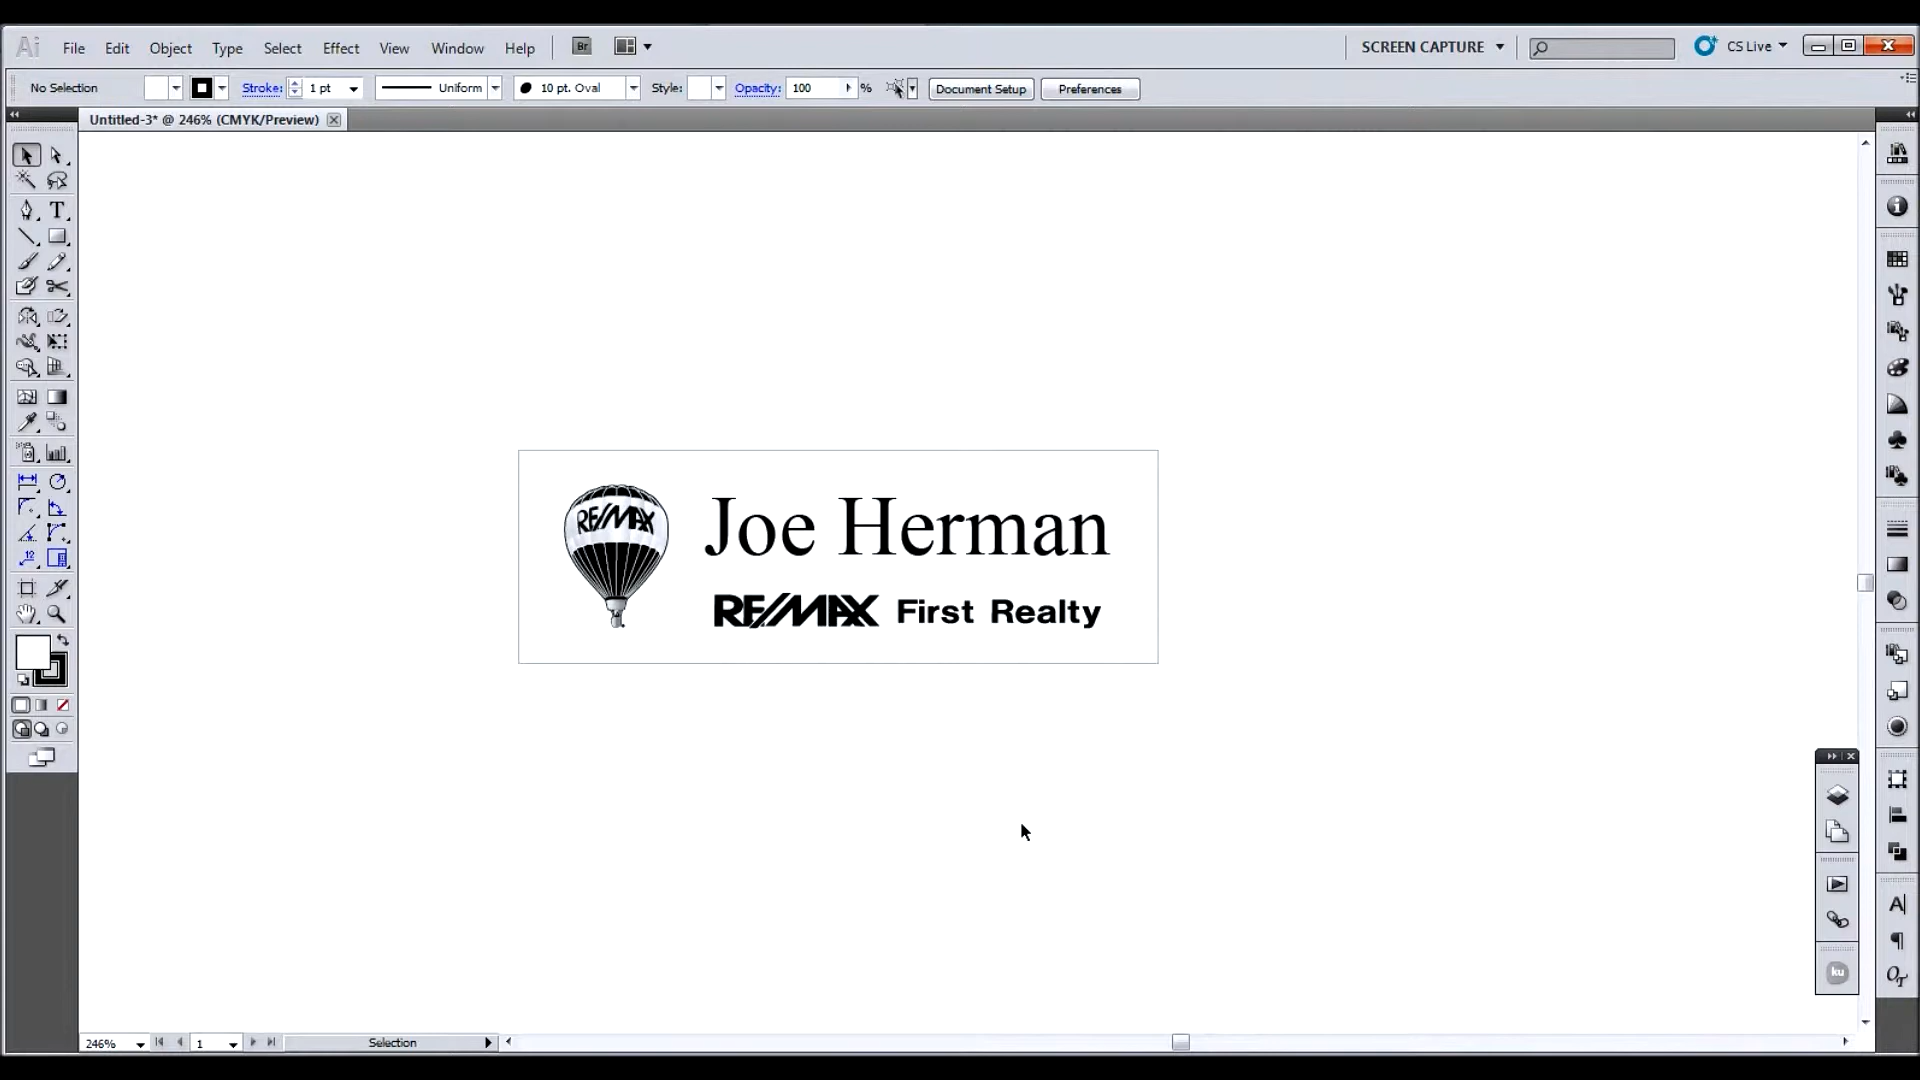 Ai File Edit Object Type Select Effect View Window Help Br SCREEN CAPTURE CS Live
No Selection Stroke: 1 pt Uniform 10 pt. Oval Style: Opacity: 100 % Document Setup Preferences
Untitled-3* @ 246% (CMYK/Preview)
RE/MAX
Joe Herman
RE/MAX First Realty
ku
246% 1 Selection